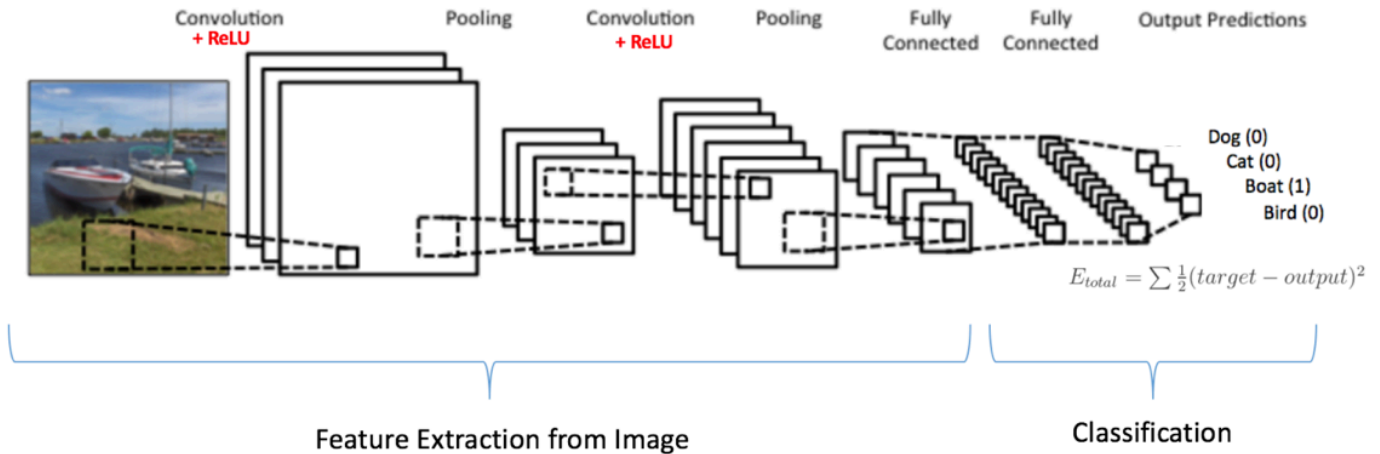 Convolution
+ ReLU
Pooling
Convolution
+ ReLU
Pooling
Fully
Connected
Fully
Connected
Output Predictions
Dog (0)
Cat (0)
Boat (1)
Bird (0)
E_total = ∑ ½(target − output)²
Feature Extraction from Image
Classification